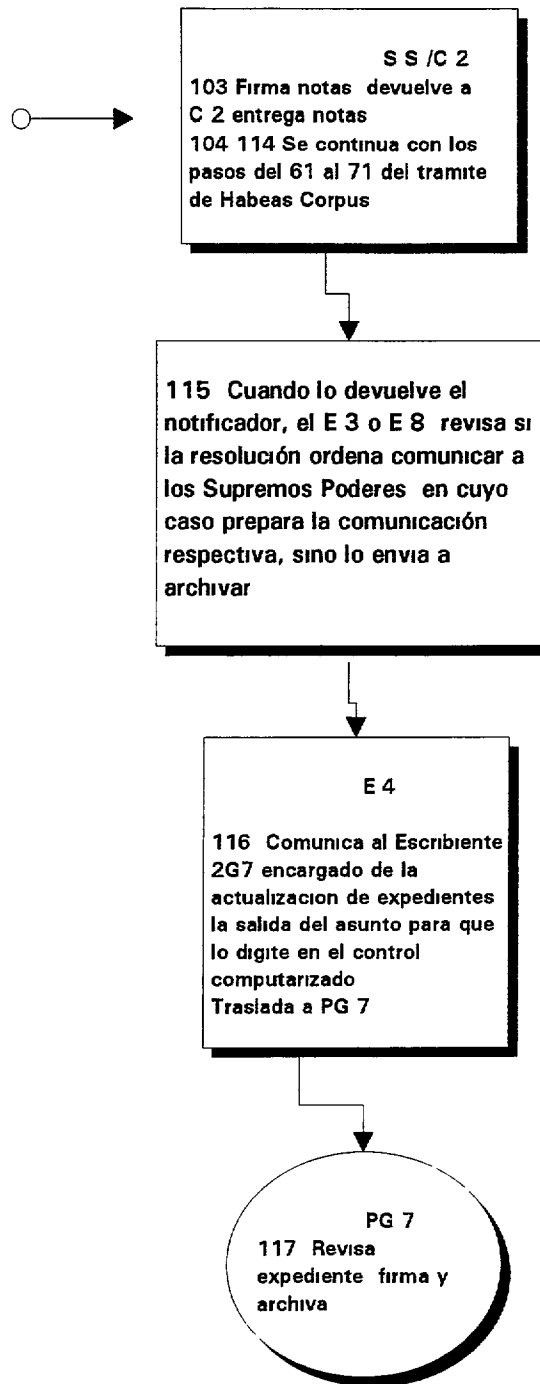 S S /C 2
103 Firma notas devuelve a
C 2 entrega notas
104 114 Se continua con los
pasos del 61 al 71 del tramite
de Habeas Corpus
115 Cuando lo devuelve el
notificador, el E 3 o E 8 revisa si
la resolución ordena comunicar a
los Supremos Poderes en cuyo
caso prepara la comunicación
respectiva, sino lo envia a
archivar
E 4
116 Comunica al Escribiente
2G7 encargado de la
actualizacion de expedientes
la salida del asunto para que
lo digite en el control
computarizado
Traslada a PG 7
PG 7
117 Revisa
expediente firma y
archiva